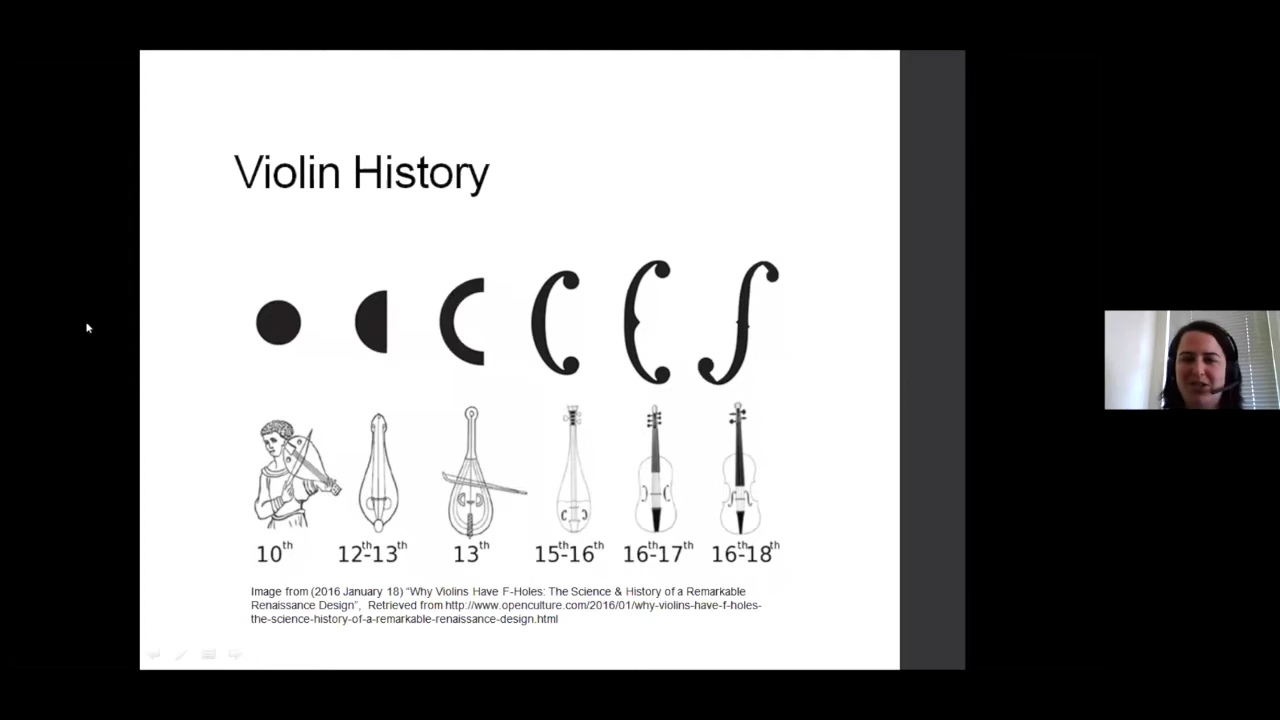 Violin History
10th 12th-13th 13th 15th-16th 16th-17th 16th-18th
Image from (2016 January 18) “Why Violins Have F-Holes: The Science & History of a Remarkable
Renaissance Design”, Retrieved from http://www.openculture.com/2016/01/why-violins-have-f-holes-
the-science-history-of-a-remarkable-renaissance-design.html